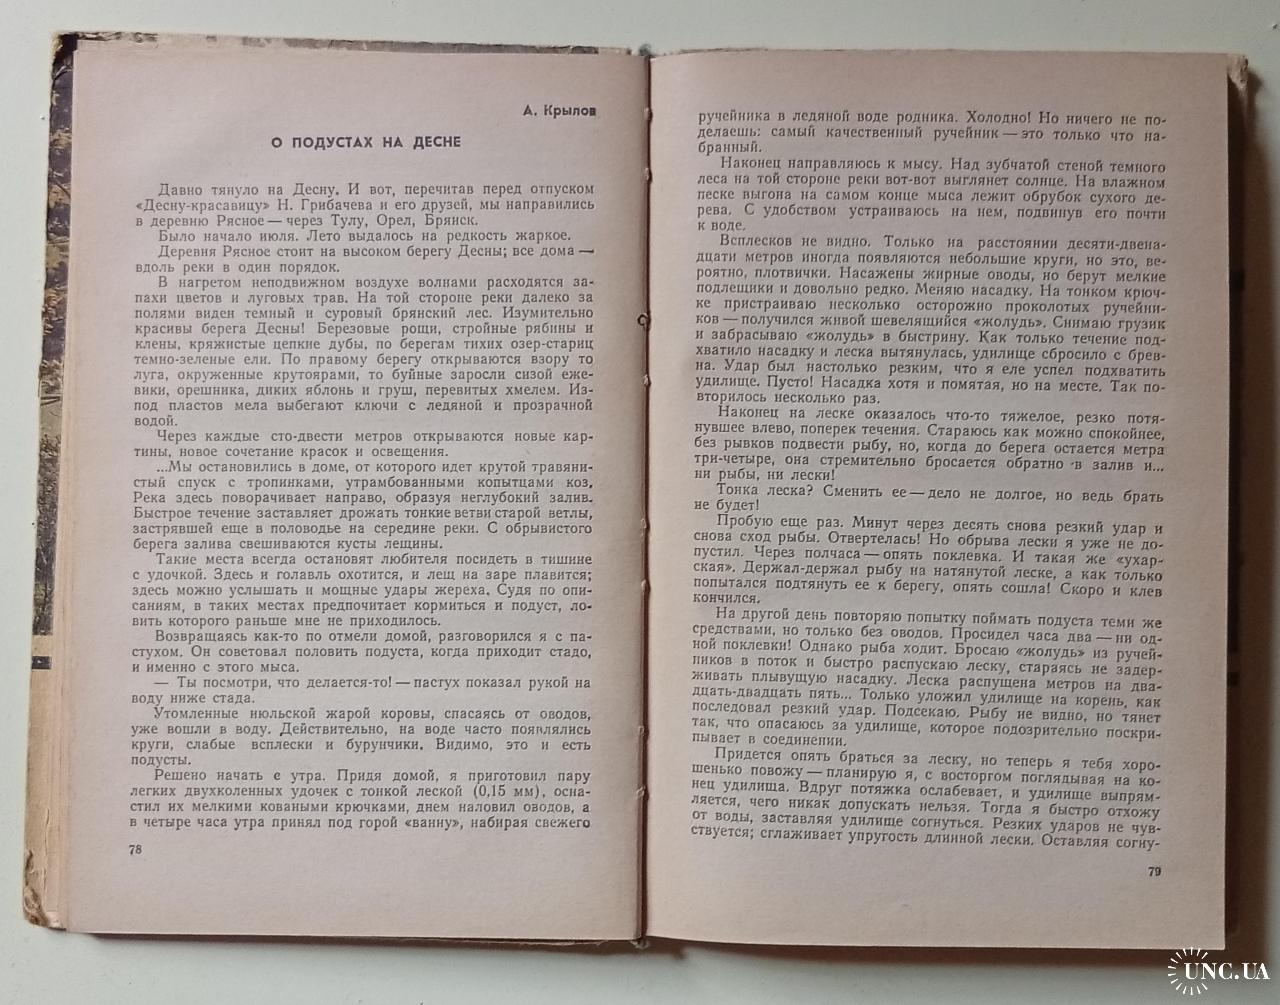 А. Крылов
О ПОДУСТАХ НА ДЕСНЕ
Давно тянуло на Десну. И вот, перечитав перед отпуском
«Десну-красавицу» Н. Грибачева и его друзей, мы направились
в деревню Рясное — через Тулу, Орел, Брянск.
Было начало июля. Лето выдалось на редкость жаркое.
Деревня Рясное стоит на высоком берегу Десны; все дома —
вдоль реки в один порядок.
В нагретом неподвижном воздухе волнами расходятся за-
пахи цветов и луговых трав. На той стороне реки далеко за
полями виден темный и суровый брянский лес. Изумительно
красивы берега Десны! Березовые рощи, стройные рябины и
клены, кряжистые цепкие дубы, по берегам тихих озер-стариц
темно-зеленые ели. По правому берегу открываются взору то
луга, окруженные крутоярами, то буйные заросли сизой еже-
вики, орешника, диких яблонь и груш, перевитых хмелем. Из-
под пластов мела выбегают ключи с ледяной и прозрачной
водой.
Через каждые сто-двести метров открываются новые кар-
тины, новое сочетание красок и освещения.
...Мы остановились в доме, от которого идет крутой травяни-
стый спуск с тропинками, утрамбованными копытцами коз.
Река здесь поворачивает направо, образуя неглубокий залив.
Быстрое течение заставляет дрожать тонкие ветви старой ветлы,
застрявшей еще в половодье на середине реки. С обрывистого
берега залива свешиваются кусты лещины.
Такие места всегда остановят любителя посидеть в тишине
с удочкой. Здесь и голавль охотится, и лещ на заре плавится;
здесь можно услышать и мощные удары жереха. Судя по опи-
саниям, в таких местах предпочитает кормиться и подуст, ло-
вить которого раньше мне не приходилось.
Возвращаясь как-то по отмели домой, разговорился я с па-
стухом. Он советовал половить подуста, когда приходит стадо,
и именно с этого мыса.
— Ты посмотри, что делается-то! — пастух показал рукой на
воду ниже стада.
Утомленные июльской жарой коровы, спасаясь от оводов,
уже вошли в воду. Действительно, на воде часто появлялись
круги, слабые всплески и бурунчики. Видимо, это и есть
подусты.
Решено начать с утра. Придя домой, я приготовил пару
легких двухколенных удочек с тонкой леской (0,15 мм), осна-
стил их мелкими коваными крючками, днем наловил оводов, а
в четыре часа утра принял под горой «ванну», набирая свежего
78
ручейника в ледяной воде родника. Холодно! Но ничего не по-
делаешь: самый качественный ручейник — это только что на-
бранный.
Наконец направляюсь к мысу. Над зубчатой стеной темного
леса на той стороне реки вот-вот выглянет солнце. На влажном
песке выгона на самом конце мыса лежит обрубок сухого де-
рева. С удобством устраиваюсь на нем, подвинув его почти
к воде.
Всплесков не видно. Только на расстоянии десяти-двена-
дцати метров иногда появляются небольшие круги, но это, ве-
роятно, плотвички. Насажены жирные оводы, но берут мелкие
подлещики и довольно редко. Меняю насадку. На тонком крюч-
ке пристраиваю несколько осторожно проколотых ручейни-
ков — получился живой шевелящийся «жолудь». Снимаю грузик
и забрасываю «жолудь» в быстрину. Как только течение под-
хватило насадку и леска вытянулась, удилище сбросило с брев-
на. Удар был настолько резким, что я еле успел подхватить
удилище. Пусто! Насадка хотя и помятая, но на месте. Так по-
вторилось несколько раз.
Наконец на леске оказалось что-то тяжелое, резко потя-
нувшее влево, поперек течения. Стараюсь как можно спокойнее,
без рывков подвести рыбу, но, когда до берега остается метра
три-четыре, она стремительно бросается обратно в залив и...
ни рыбы, ни лески!
Тонка леска? Сменить ее — дело не долгое, но ведь брать
не будет!
Пробую еще раз. Минут через десять снова резкий удар и
снова сход рыбы. Отвертелась! Но обрыва лески я уже не до-
пустил. Через полчаса — опять поклевка. И такая же «ухар-
ская». Держал-держал рыбу на натянутой леске, а как только
попытался подтянуть ее к берегу, опять сошла! Скоро и клев
кончился.
На другой день повторяю попытку поймать подуста теми же
средствами, но только без оводов. Просидел часа два — ни од-
ной поклевки! Однако рыба ходит. Бросаю «жолудь» из ручей-
ников в поток и быстро распускаю леску, стараясь не задер-
живать плывущую насадку. Леска распущена метров на два-
дцать-двадцать пять... Только уложил удилище на корень, как
последовал резкий удар. Подсекаю. Рыбу не видно, но тянет
так, что опасаюсь за удилище, которое подозрительно поскри-
пывает в соединении.
Придется опять браться за леску, но теперь я тебя хоро-
шенько повожу — планирую я, с восторгом поглядывая на ко-
нец удилища. Вдруг потяжка ослабевает, и удилище выпрям-
ляется, чего никак допускать нельзя. Тогда я быстро отхожу
от воды, заставляя удилище согнуться. Резких ударов не чув-
ствуется; сглаживает упругость длинной лески. Оставляя согну-
79
UNC.UA